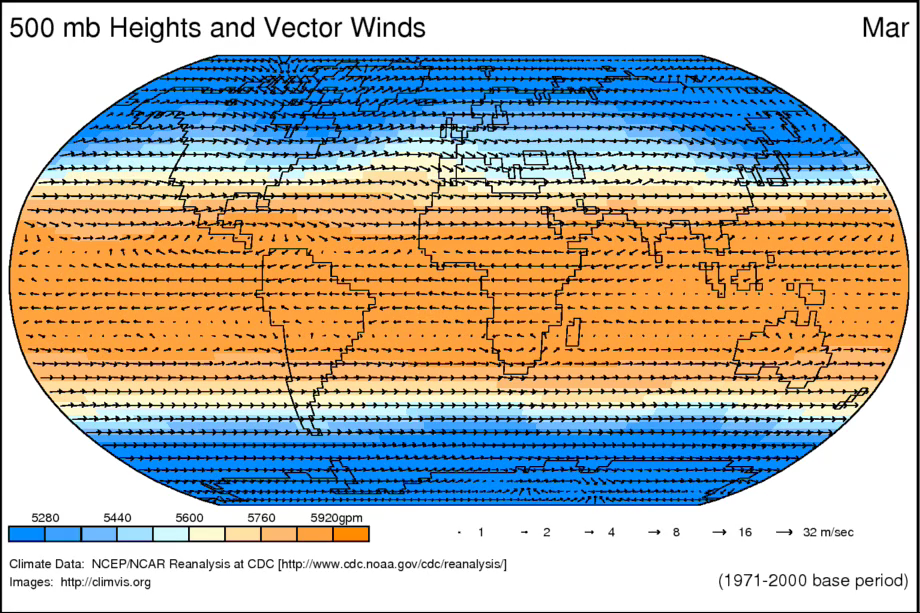 500 mb Heights and Vector Winds Mar
5280 5440 5600 5760 5920gpm
1 2 4 8 16 32 m/sec
Climate Data: NCEP/NCAR Reanalysis at CDC [http://www.cdc.noaa.gov/cdc/reanalysis/]
Images: http://climvis.org
(1971-2000 base period)